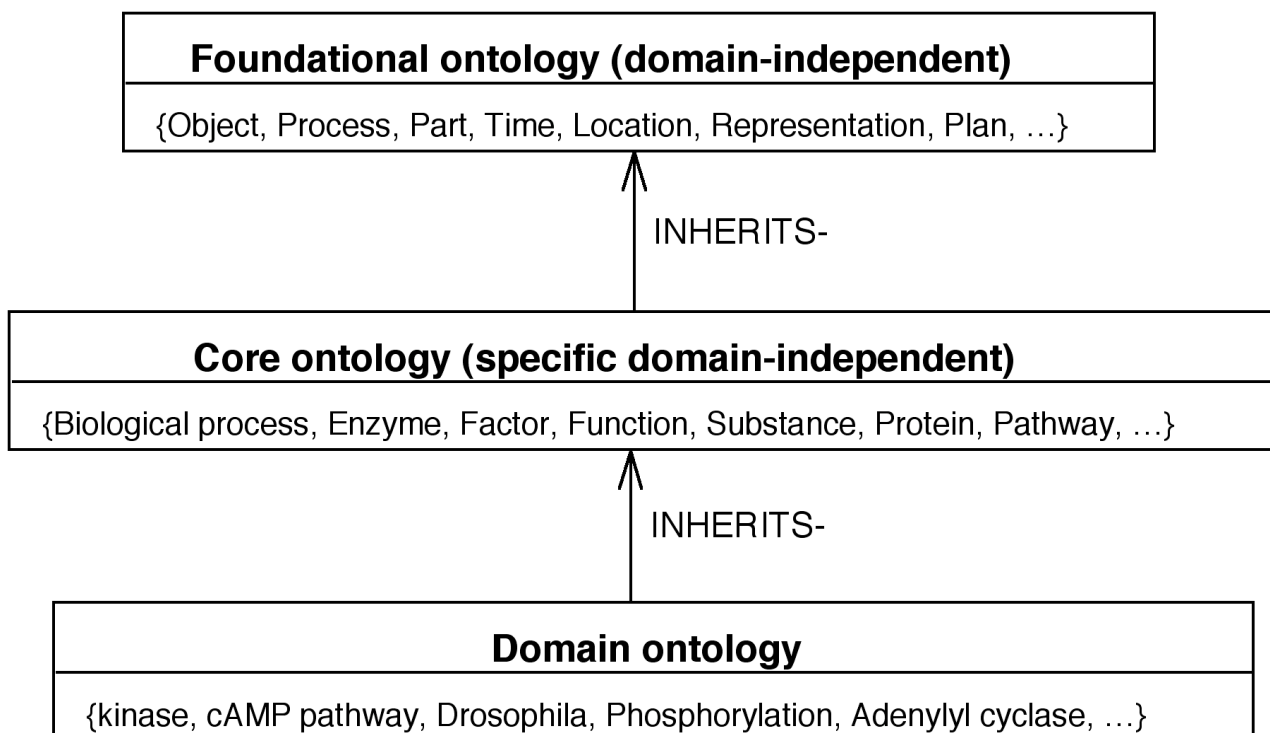 Foundational ontology (domain-independent)
{Object, Process, Part, Time, Location, Representation, Plan, …}
INHERITS-
Core ontology (specific domain-independent)
{Biological process, Enzyme, Factor, Function, Substance, Protein, Pathway, …}
INHERITS-
Domain ontology
{kinase, cAMP pathway, Drosophila, Phosphorylation, Adenylyl cyclase, …}